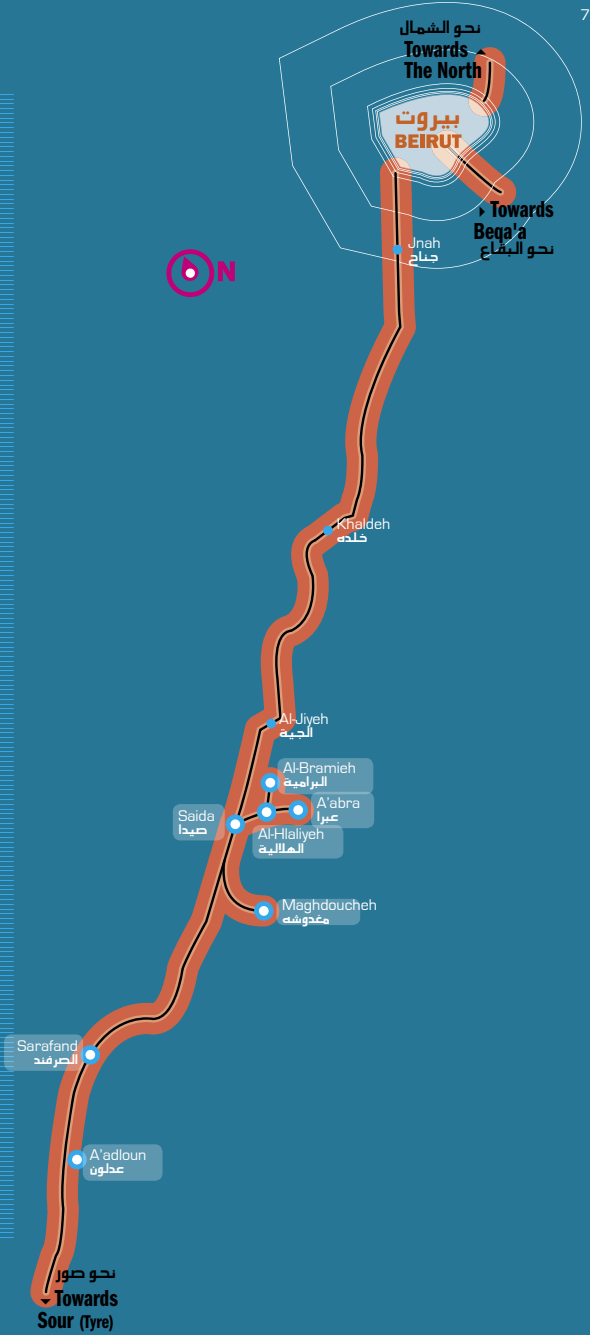 7
نحو الشمال
Towards
The North
بيروت
BEIRUT
Towards
Beqa'a
نحو البقاع
Jnah
جناح
N
Khaldeh
خلده
Al-Jiyeh
الجية
Al-Bramieh
البرامية
A'abra
عبرا
Saida
صيدا
Al-Hlaliyeh
الهلالية
Maghdoucheh
مغدوشه
Sarafand
الصرفند
A'adloun
عدلون
نحو صور
Towards
Sour (Tyre)